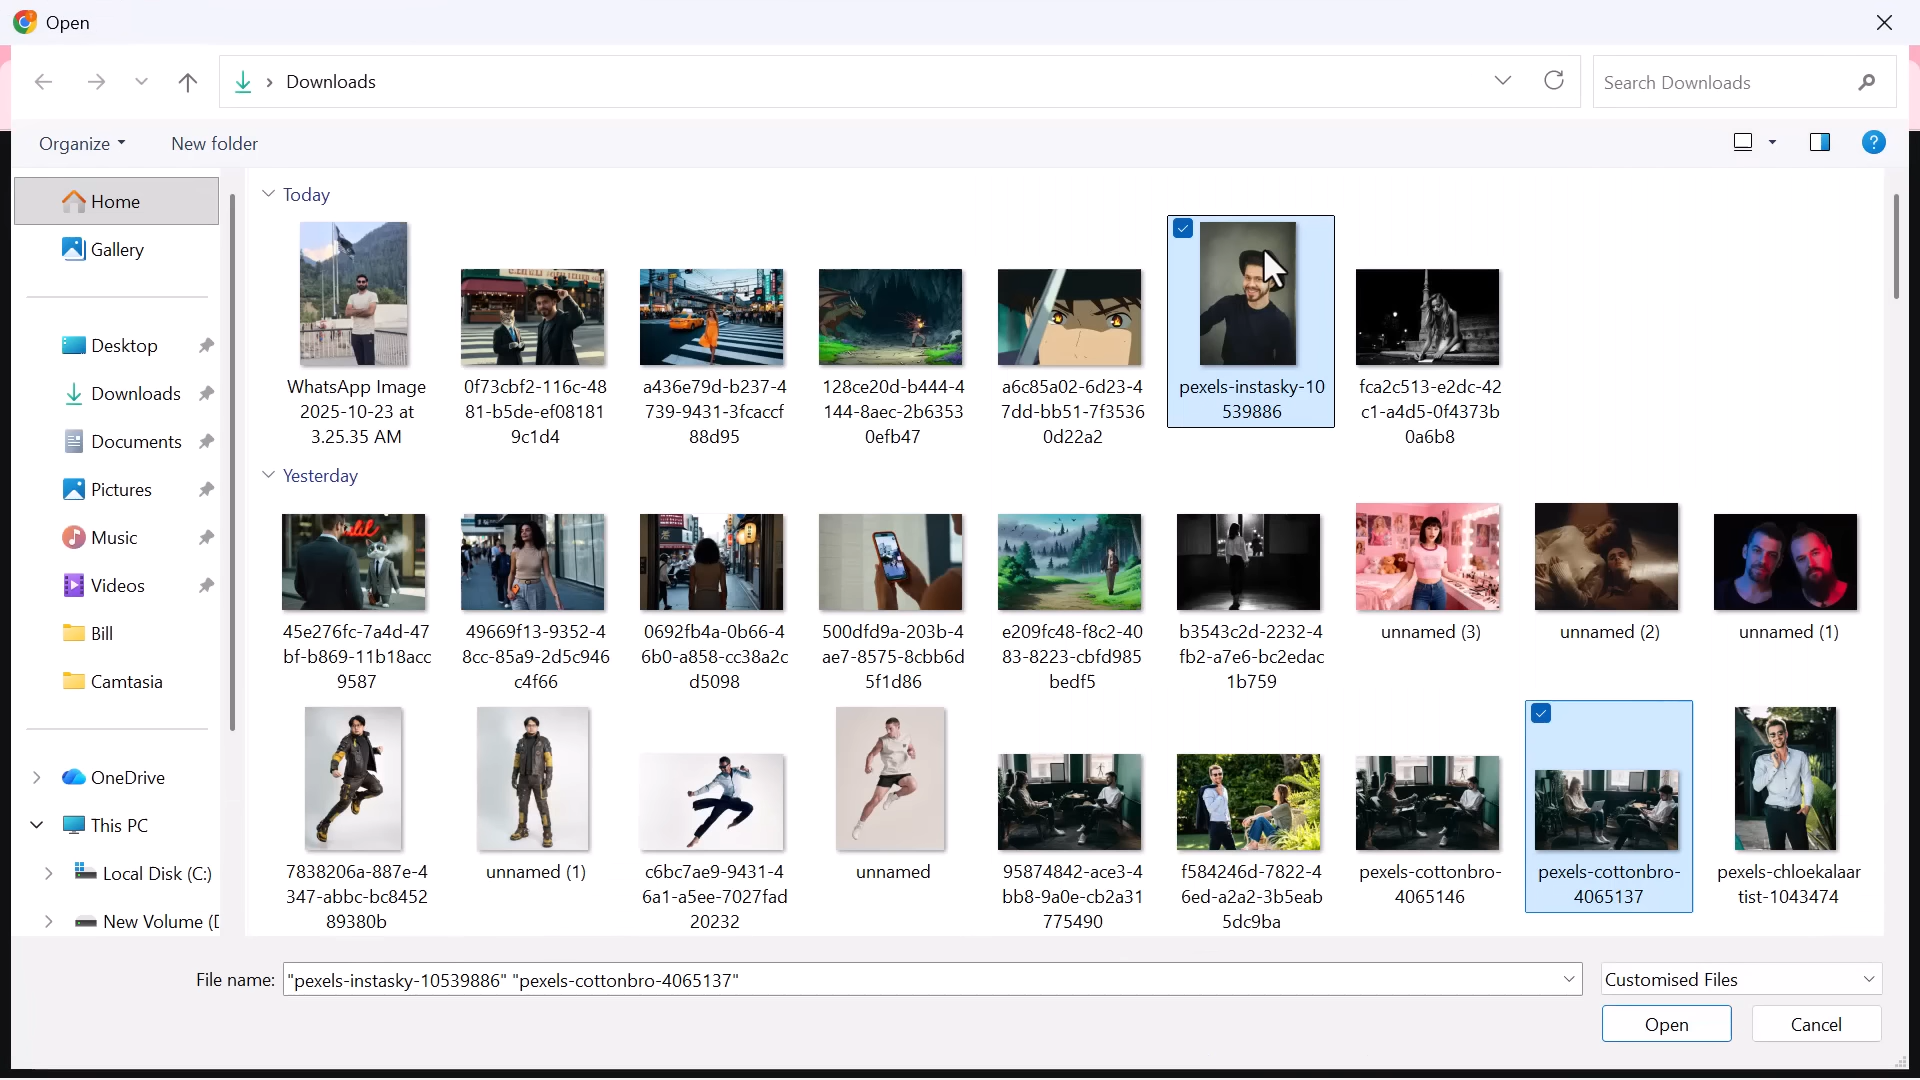 Open
Downloads
Search Downloads
Organize
New folder
Home
Gallery
Desktop
Downloads
Documents
Pictures
Music
Videos
Bill
Camtasia
OneDrive
This PC
Local Disk (C:)
New Volume (D
Today
WhatsApp Image
2025-10-23 at
3.25.35 AM
0f73cbf2-116c-48
81-b5de-ef08181
9c1d4
a436e79d-b237-4
739-9431-3fcaccf
88d95
128ce20d-b444-4
144-8aec-2b6353
0efb47
a6c85a02-6d23-4
7dd-bb51-7f3536
0d22a2
pexels-instasky-10
539886
fca2c513-e2dc-42
c1-a4d5-0f4373b
0a6b8
Yesterday
45e276fc-7a4d-47
bf-b869-11b18acc
9587
49669f13-9352-4
8cc-85a9-2d5c946
c4f66
0692fb4a-0b66-4
6b0-a858-cc38a2c
d5098
500dfd9a-203b-4
ae7-8575-8cbb6d
5f1d86
e209fc48-f8c2-40
83-8223-cbfd985
bedf5
b3543c2d-2232-4
fb2-a7e6-bc2edac
1b759
unnamed (3)
unnamed (2)
unnamed (1)
7838206a-887e-4
347-abbc-bc8452
89380b
unnamed (1)
c6bc7ae9-9431-4
6a1-a5ee-7027fad
20232
unnamed
95874842-ace3-4
bb8-9a0e-cb2a31
775490
f584246d-7822-4
6ed-a2a2-3b5eab
5dc9ba
pexels-cottonbro-
4065146
pexels-cottonbro-
4065137
pexels-chloekalaar
tist-1043474
File name:
"pexels-instasky-10539886" "pexels-cottonbro-4065137"
Customised Files
Open
Cancel